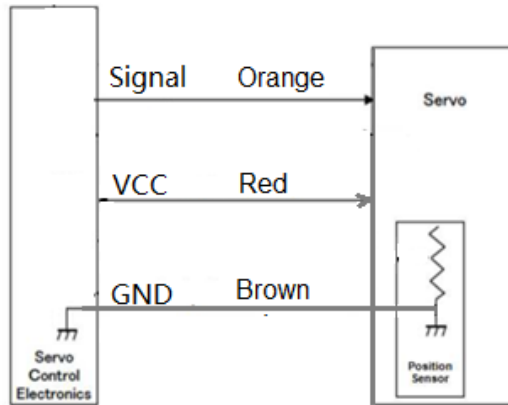 Signal Orange
Servo
VCC Red
GND Brown
Servo
Control
Electronics
Position
Sensor